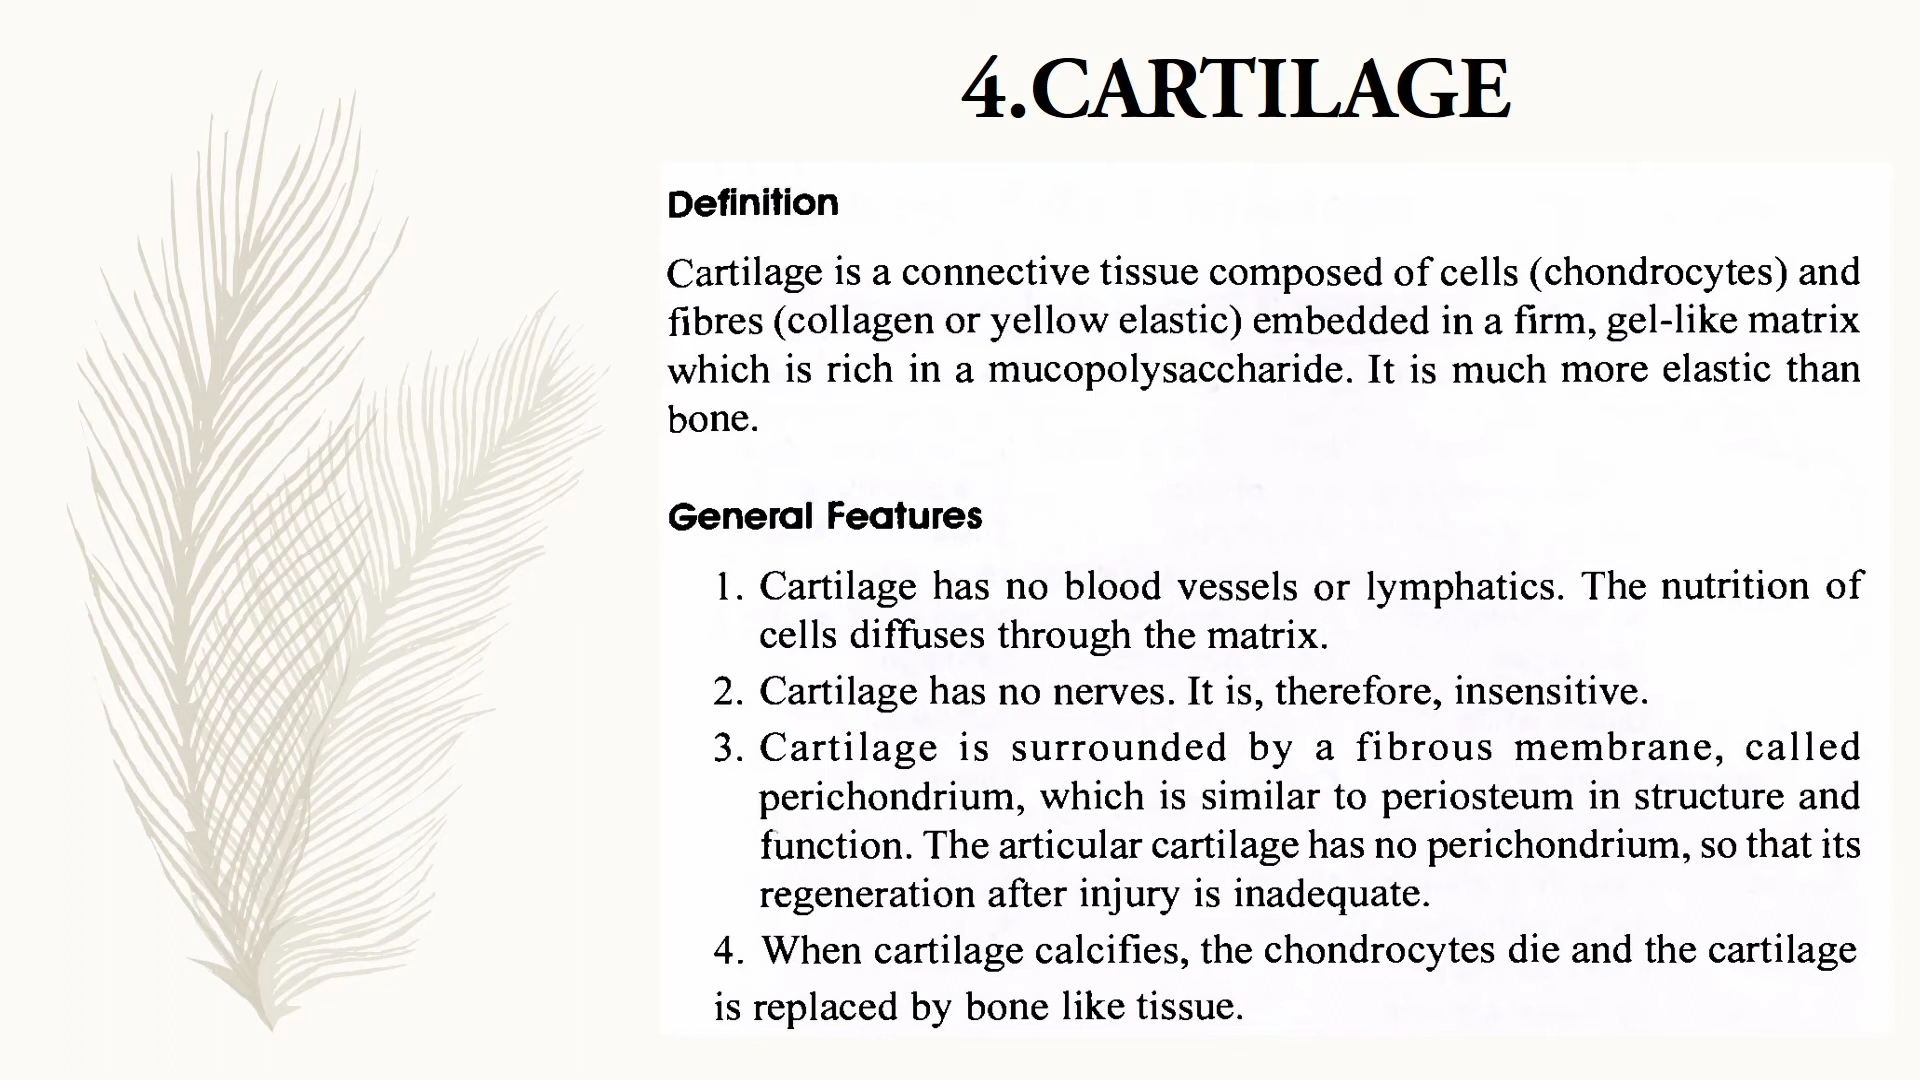 4.CARTILAGE
Definition
Cartilage is a connective tissue composed of cells (chondrocytes) and
fibres (collagen or yellow elastic) embedded in a firm, gel-like matrix
which is rich in a mucopolysaccharide. It is much more elastic than
bone.
General Features
1. Cartilage has no blood vessels or lymphatics. The nutrition of
cells diffuses through the matrix.
2. Cartilage has no nerves. It is, therefore, insensitive.
3. Cartilage is surrounded by a fibrous membrane, called
perichondrium, which is similar to periosteum in structure and
function. The articular cartilage has no perichondrium, so that its
regeneration after injury is inadequate.
4. When cartilage calcifies, the chondrocytes die and the cartilage
is replaced by bone like tissue.